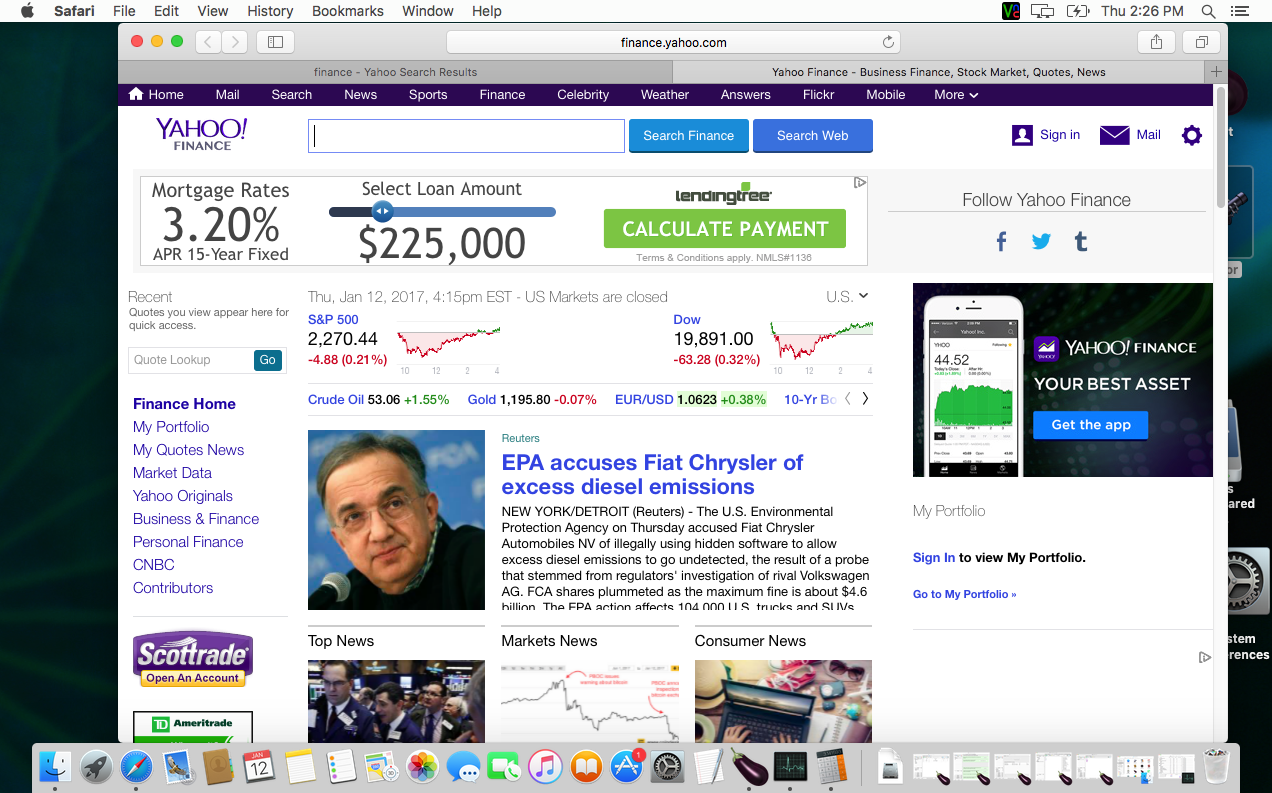 Safari File Edit View History Bookmarks Window Help Thu 2:26 PM
finance.yahoo.com
finance - Yahoo Search Results
Yahoo Finance - Business Finance, Stock Market, Quotes, News
Home Mail Search News Sports Finance Celebrity Weather Answers Flickr Mobile More
YAHOO!
FINANCE
Search Finance
Search Web
Sign in
Mail
Mortgage Rates
3.20%
APR 15-Year Fixed
Select Loan Amount
$225,000
lendingtree
CALCULATE PAYMENT
Terms & Conditions apply. NMLS#1136
Follow Yahoo Finance
Recent
Quotes you view appear here for
quick access.
Quote Lookup
Go
Finance Home
My Portfolio
My Quotes News
Market Data
Yahoo Originals
Business & Finance
Personal Finance
CNBC
Contributors
Scottrade
Open An Account
TD Ameritrade
Thu, Jan 12, 2017, 4:15pm EST - US Markets are closed
U.S.
S&P 500
2,270.44
-4.88 (0.21%)
10 12 2 4
Dow
19,891.00
-63.28 (0.32%)
10 12 2 4
Crude Oil 53.06 +1.55%
Gold 1,195.80 -0.07%
EUR/USD 1.0623 +0.38%
10-Yr Bo
Reuters
EPA accuses Fiat Chrysler of
excess diesel emissions
NEW YORK/DETROIT (Reuters) - The U.S. Environmental
Protection Agency on Thursday accused Fiat Chrysler
Automobiles NV of illegally using hidden software to allow
excess diesel emissions to go undetected, the result of a probe
that stemmed from regulators' investigation of rival Volkswagen
AG. FCA shares plummeted as the maximum fine is about $4.6
billion. The EPA action affects 104,000 U.S. trucks and SUVs
Top News
Markets News
Consumer News
YHOO
44.52
YAHOO! FINANCE
YOUR BEST ASSET
Get the app
My Portfolio
Sign In to view My Portfolio.
Go to My Portfolio »
JAN
12
1